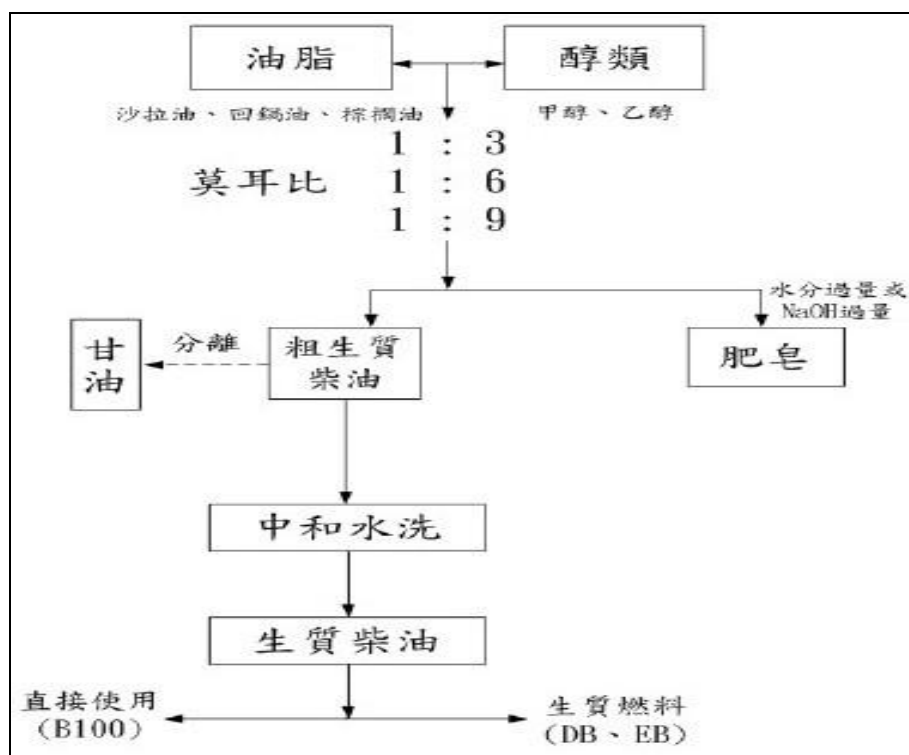 油脂
醇類
沙拉油、回鍋油、棕櫚油
甲醇、乙醇
1 : 3
莫耳比 1 : 6
1 : 9
水分過量或
NaOH過量
甘油
分離
粗生質
柴油
肥皂
中和水洗
生質柴油
直接使用
(B100)
生質燃料
(DB、EB)